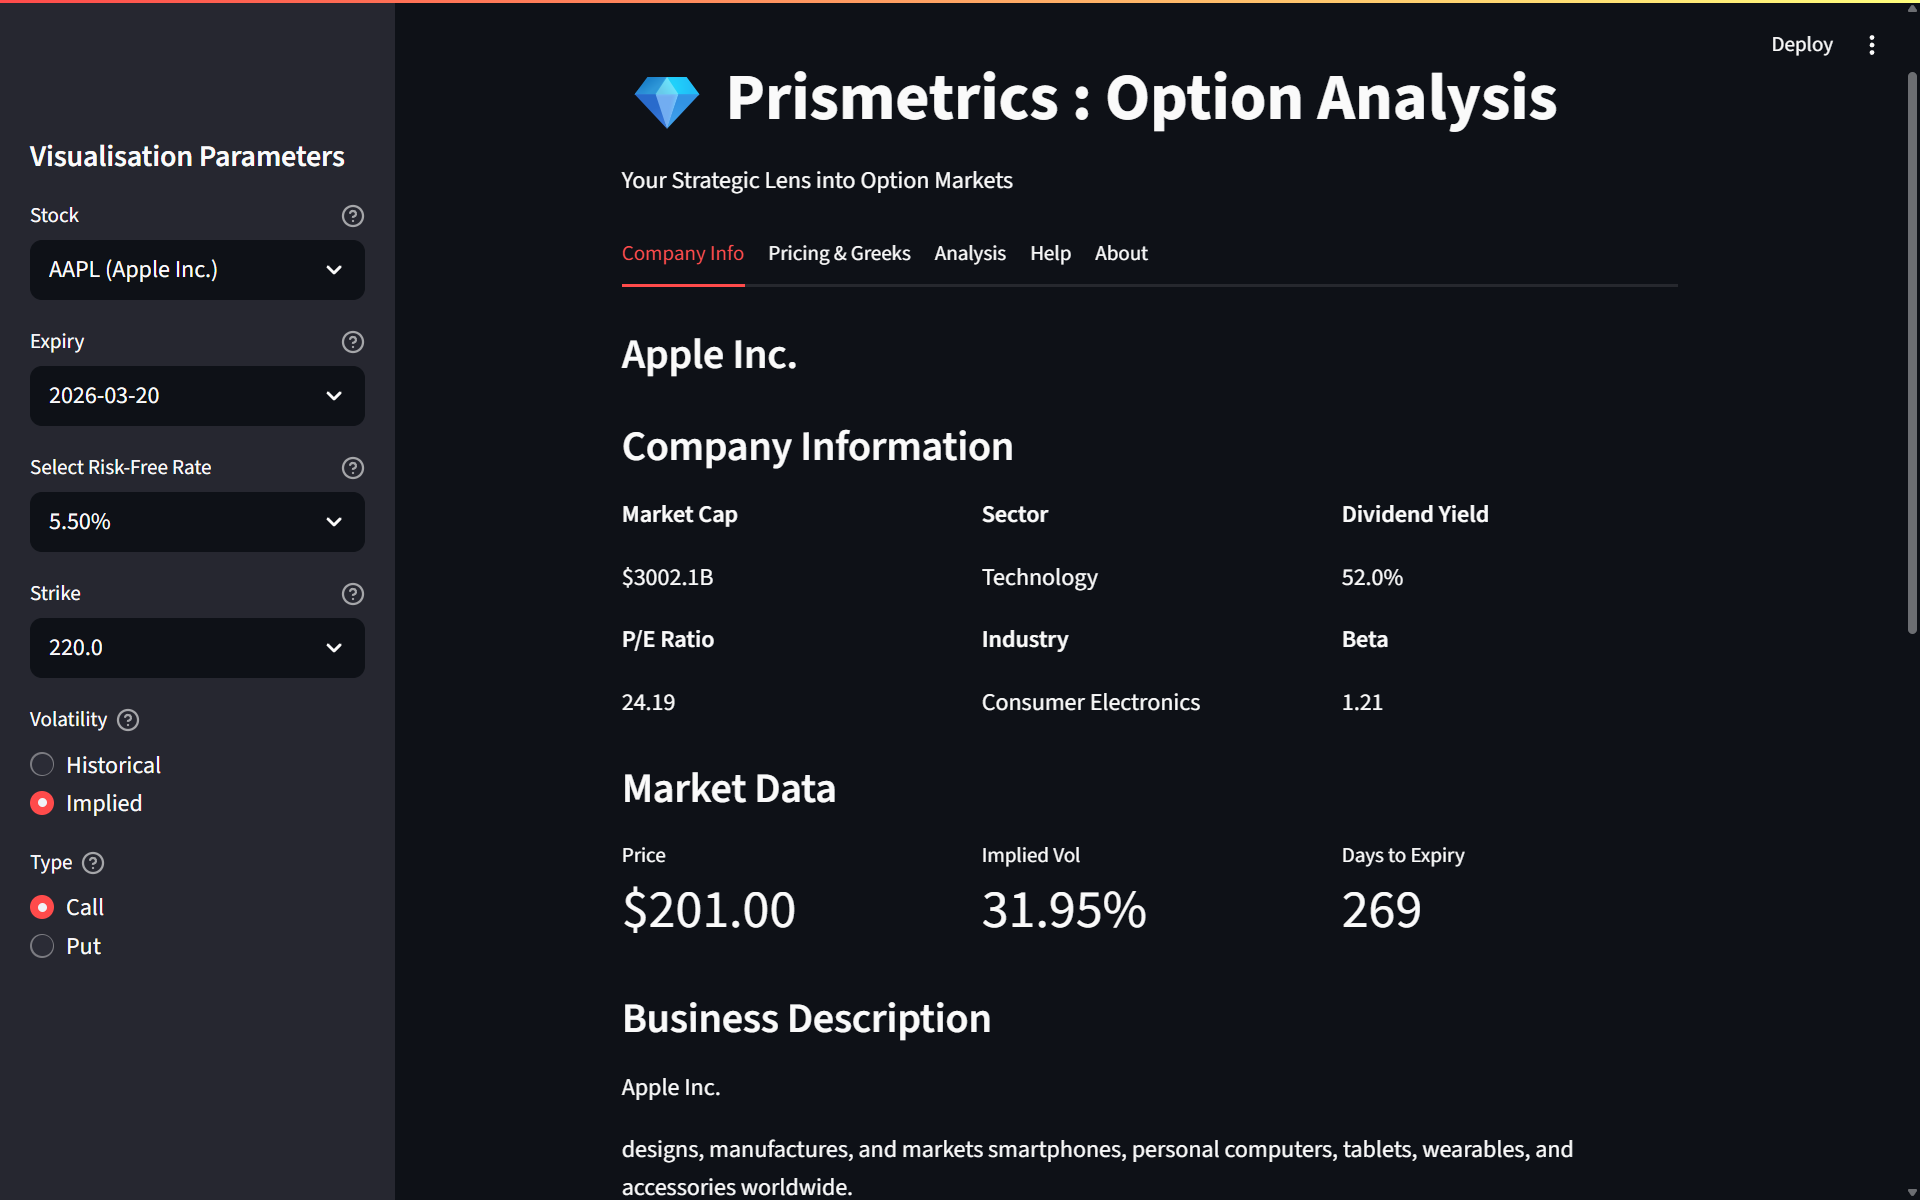 Deploy
Prismetrics : Option Analysis
Your Strategic Lens into Option Markets
Visualisation Parameters
Stock
AAPL (Apple Inc.)
Expiry
2026-03-20
Select Risk-Free Rate
5.50%
Strike
220.0
Volatility
Historical
Implied
Type
Call
Put
Company Info Pricing & Greeks Analysis Help About
Apple Inc.
Company Information
Market Cap Sector Dividend Yield
$3002.1B Technology 52.0%
P/E Ratio Industry Beta
24.19 Consumer Electronics 1.21
Market Data
Price Implied Vol Days to Expiry
$201.00 31.95% 269
Business Description
Apple Inc.
designs, manufactures, and markets smartphones, personal computers, tablets, wearables, and
accessories worldwide.